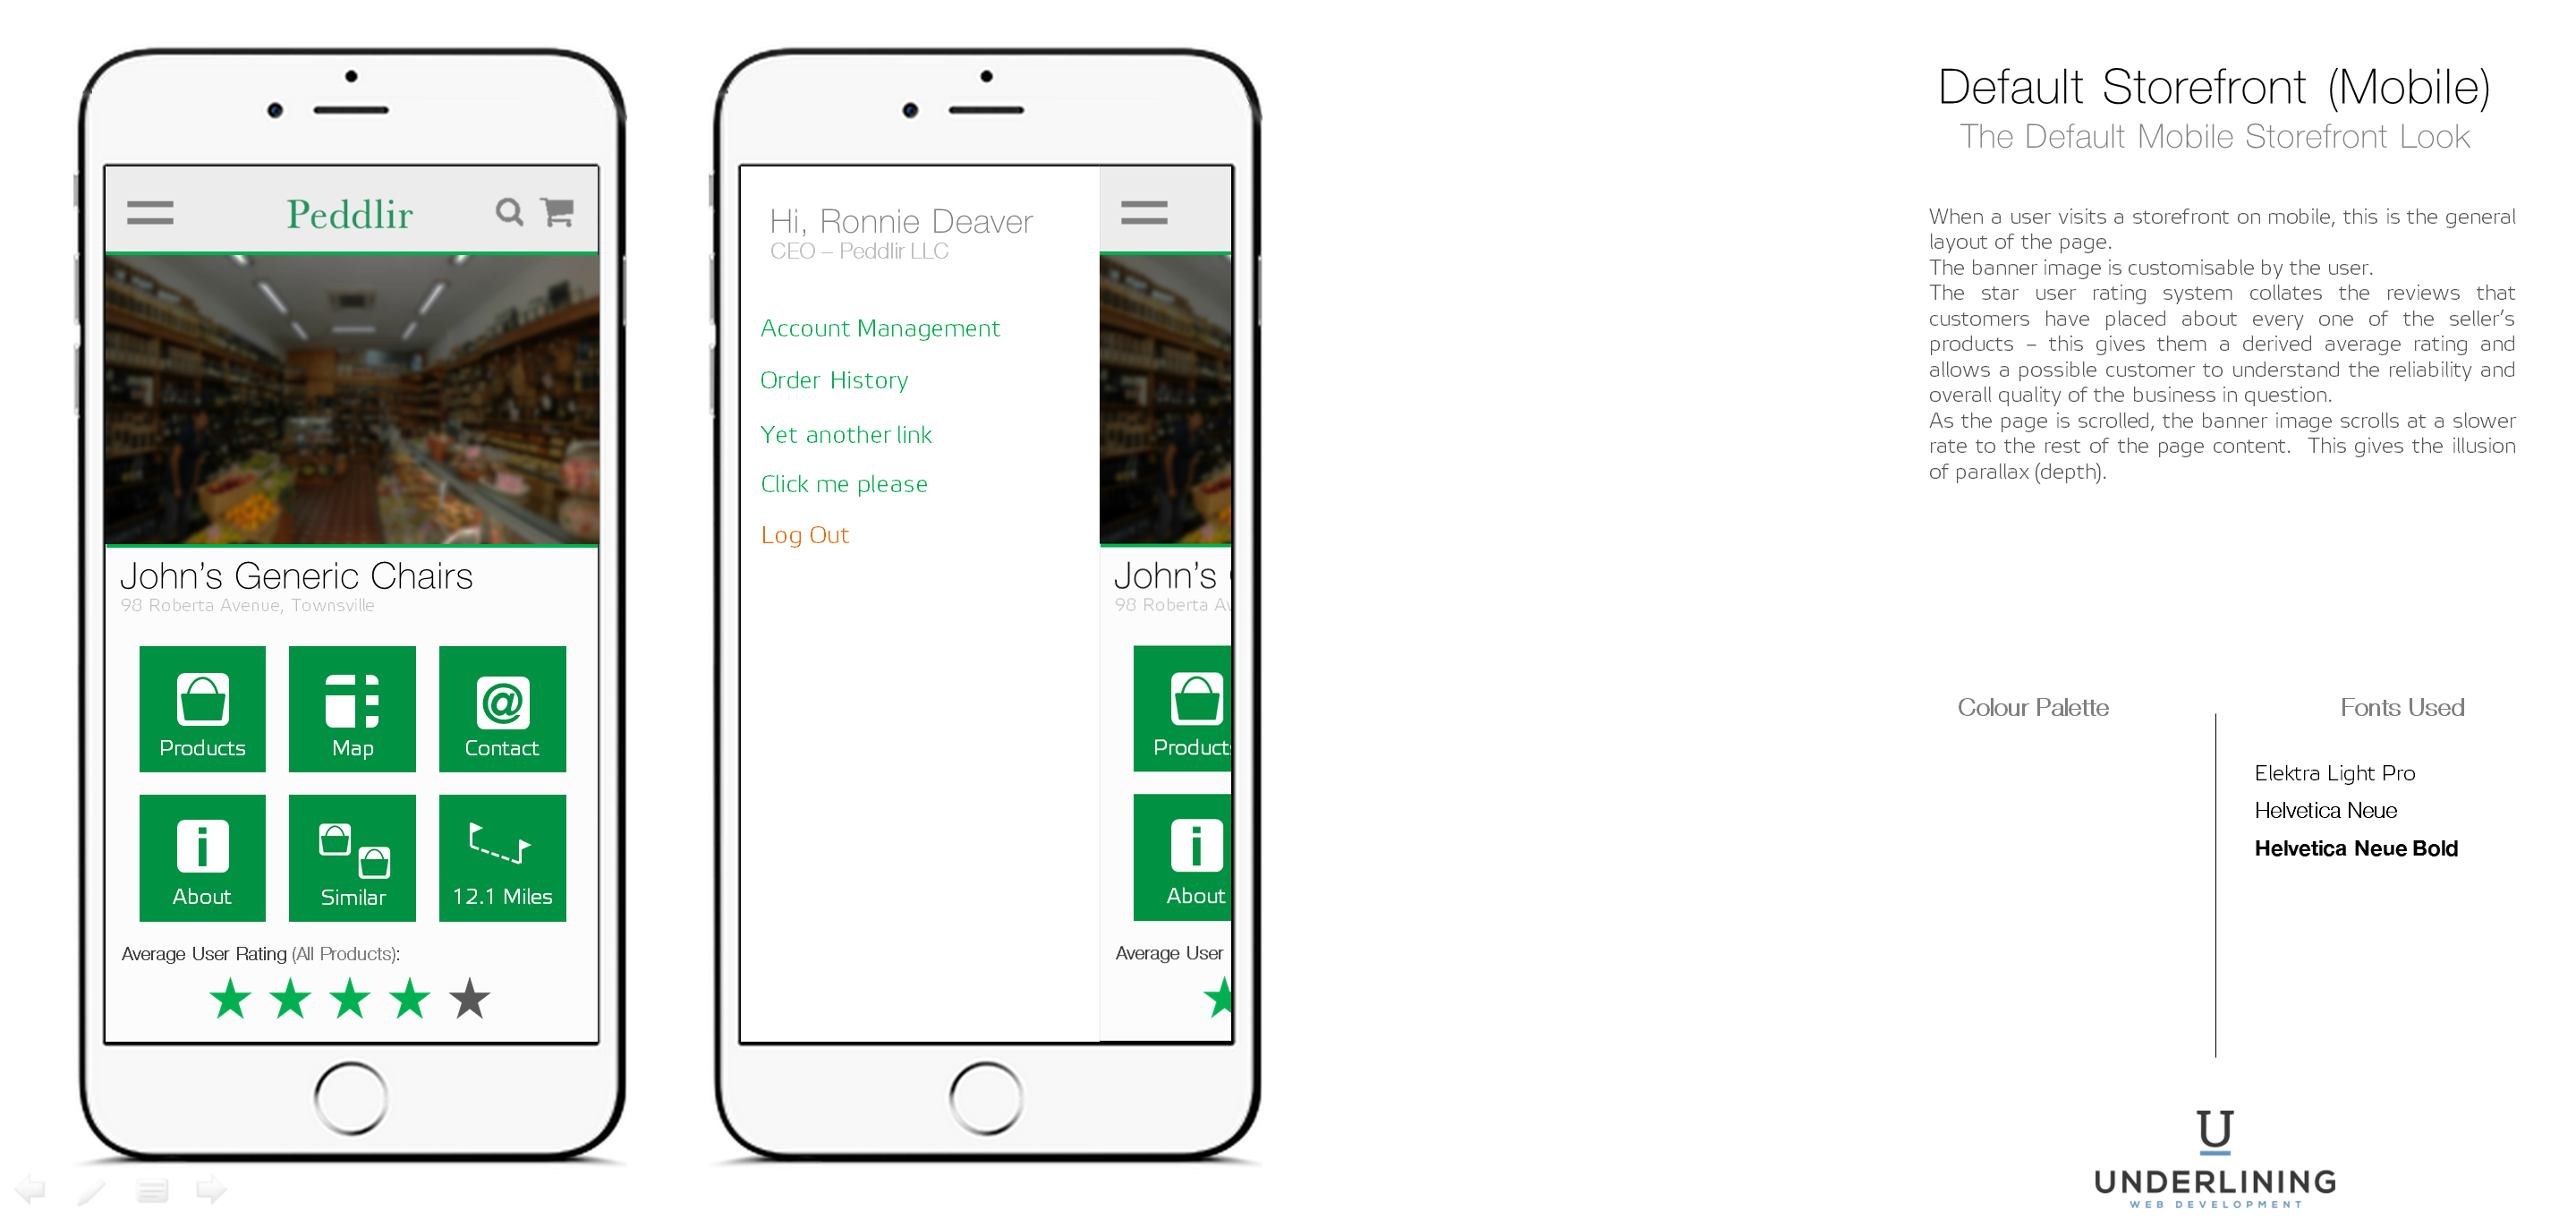 Peddlir
John's Generic Chairs
98 Roberta Avenue, Townsville
Products
Map
Contact
About
Similar
12.1 Miles
Average User Rating (All Products):
Hi, Ronnie Deaver
CEO – Peddlir LLC
Account Management
Order History
Yet another link
Click me please
Log Out
John's
98 Roberta Av
Products
About
Average User
Default Storefront (Mobile)
The Default Mobile Storefront Look
When a user visits a storefront on mobile, this is the general
layout of the page.
The banner image is customisable by the user.
The star user rating system collates the reviews that
customers have placed about every one of the seller's
products – this gives them a derived average rating and
allows a possible customer to understand the reliability and
overall quality of the business in question.
As the page is scrolled, the banner image scrolls at a slower
rate to the rest of the page content. This gives the illusion
of parallax (depth).
Colour Palette
Fonts Used
Elektra Light Pro
Helvetica Neue
Helvetica Neue Bold
U
UNDERLINING
WEB DEVELOPMENT